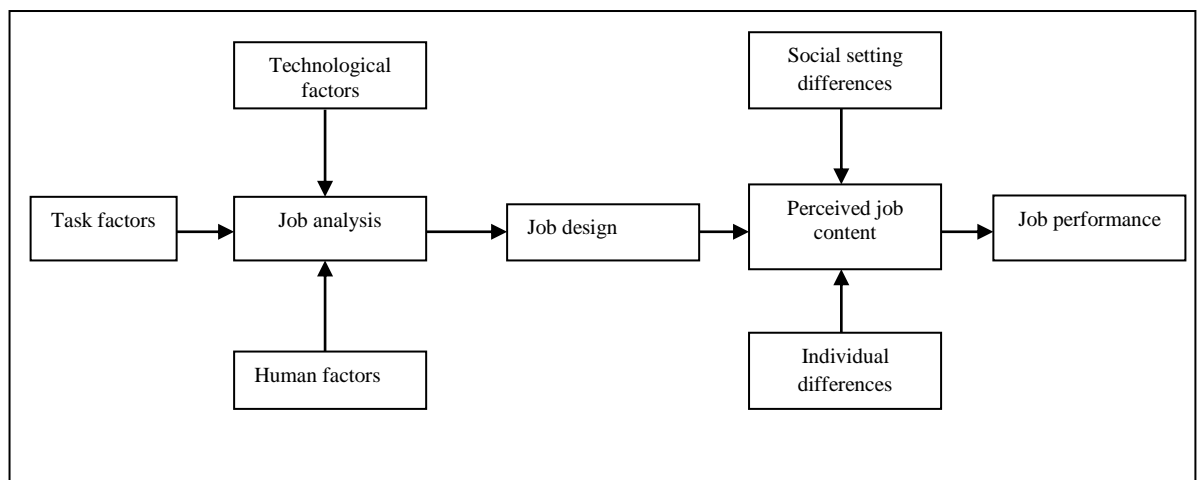 Technological
factors
Social setting
differences
Task factors
Job analysis
Job design
Perceived job
content
Job performance
Human factors
Individual
differences